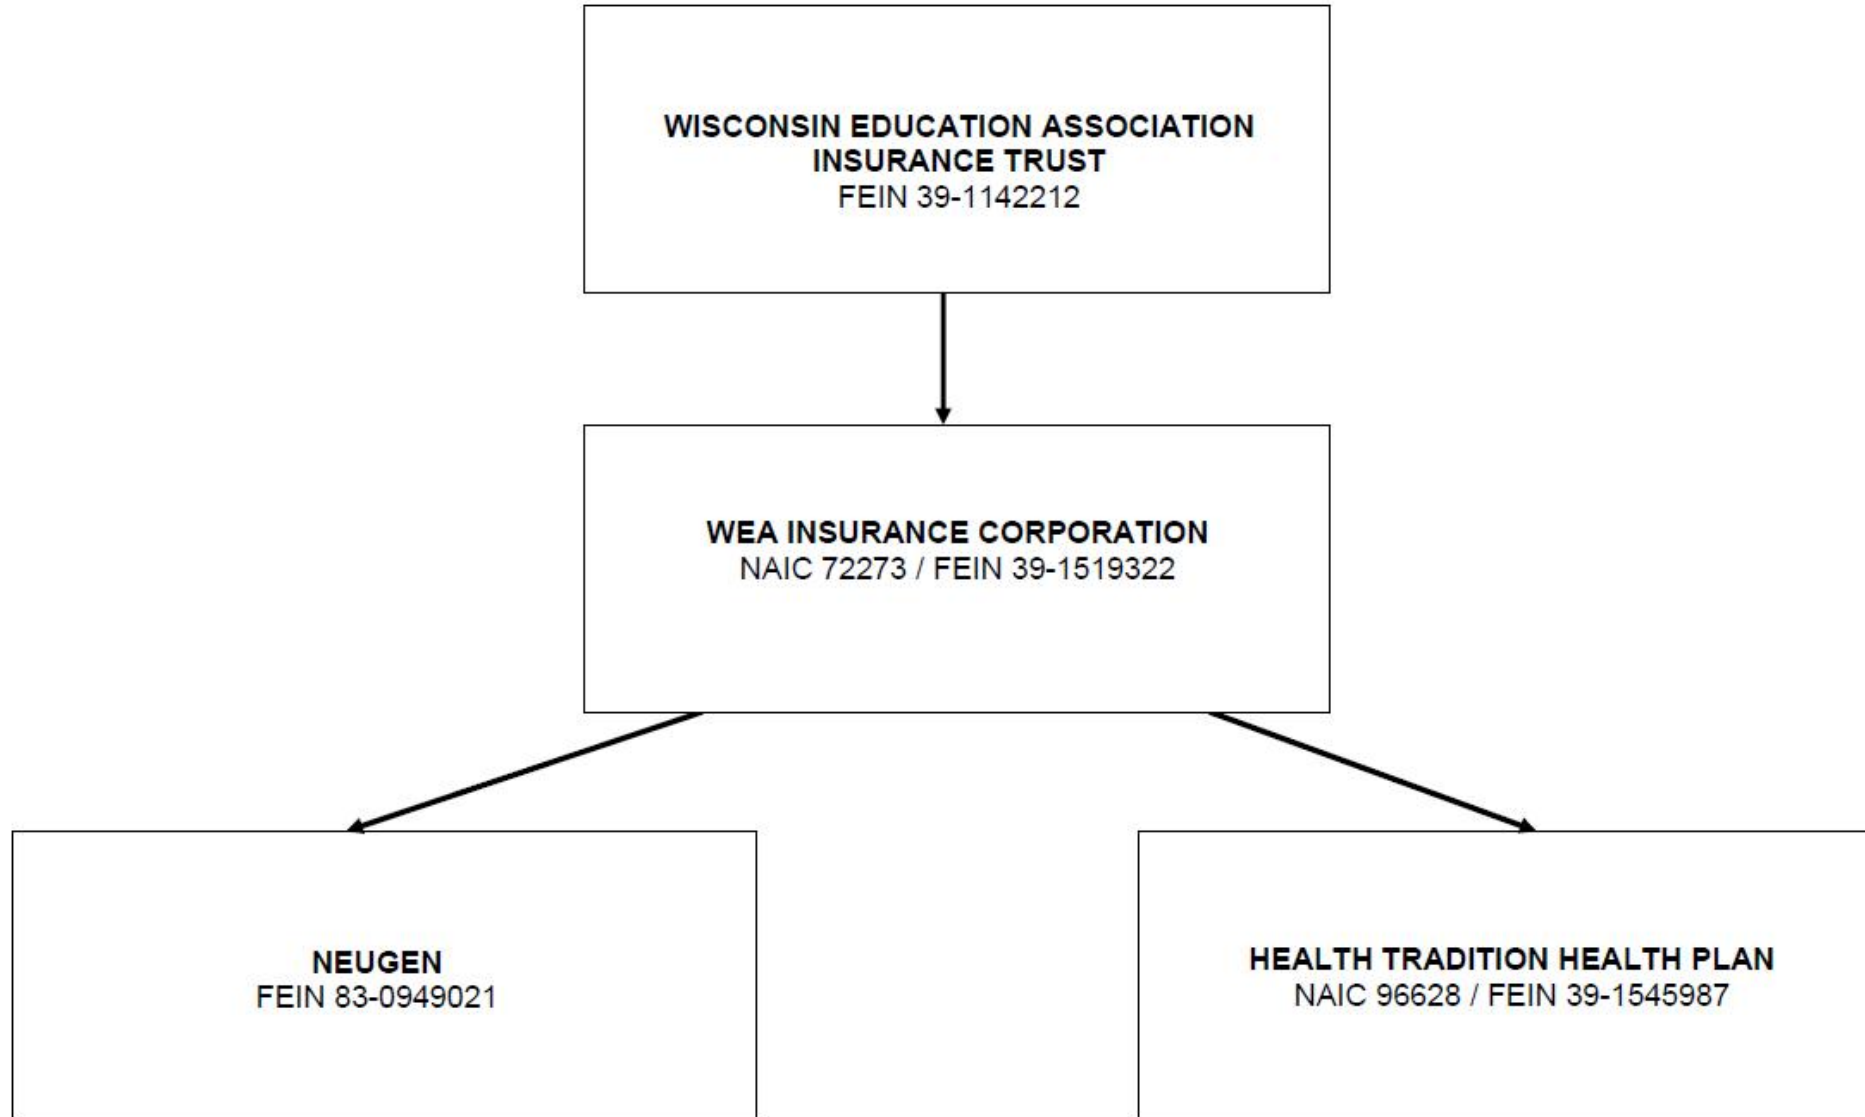 WISCONSIN EDUCATION ASSOCIATION
INSURANCE TRUST
FEIN 39-1142212
WEA INSURANCE CORPORATION
NAIC 72273 / FEIN 39-1519322
NEUGEN
FEIN 83-0949021
HEALTH TRADITION HEALTH PLAN
NAIC 96628 / FEIN 39-1545987